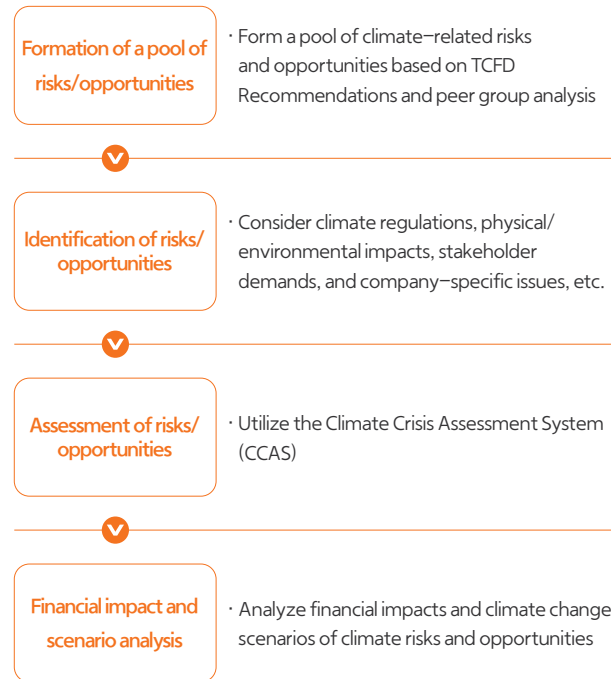 Formation of a pool of
risks/opportunities
· Form a pool of climate-related risks
and opportunities based on TCFD
Recommendations and peer group analysis
Identification of risks/
opportunities
· Consider climate regulations, physical/
environmental impacts, stakeholder
demands, and company-specific issues, etc.
Assessment of risks/
opportunities
· Utilize the Climate Crisis Assessment System
(CCAS)
Financial impact and
scenario analysis
· Analyze financial impacts and climate change
scenarios of climate risks and opportunities